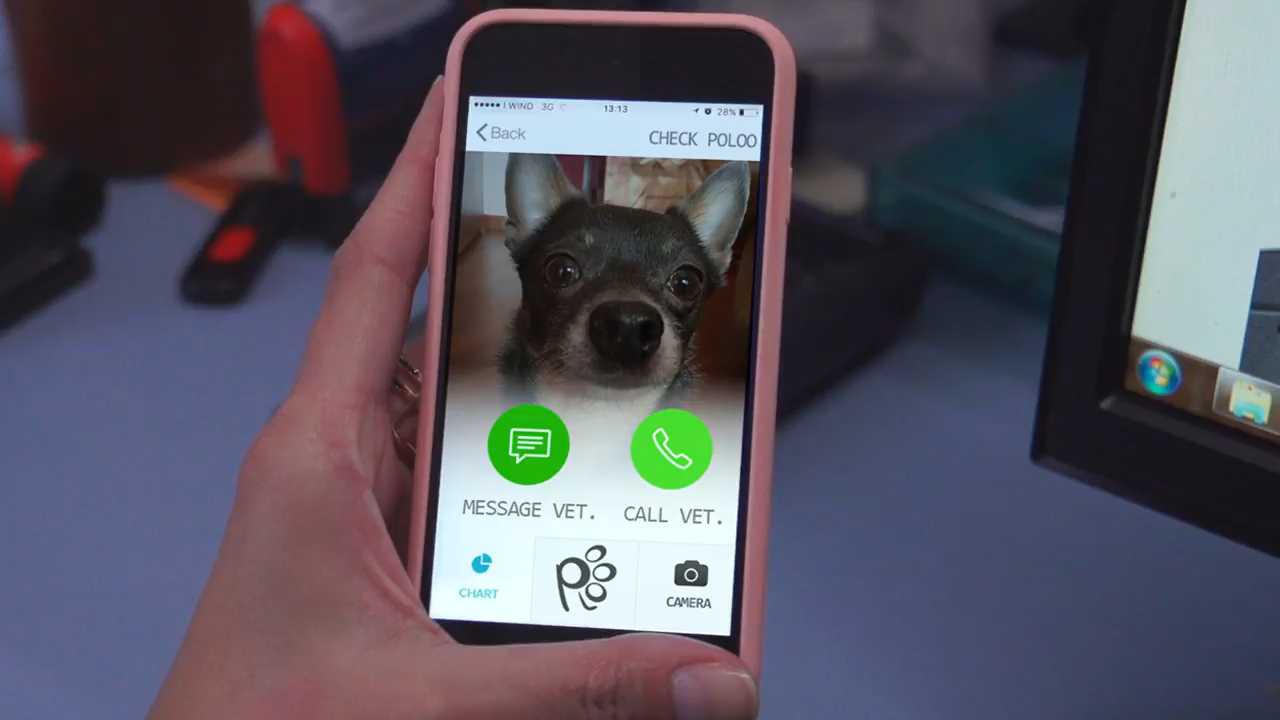 WIND 3G 13:13 28%
Back CHECK POLOO
MESSAGE VET. CALL VET.
CHART CAMERA